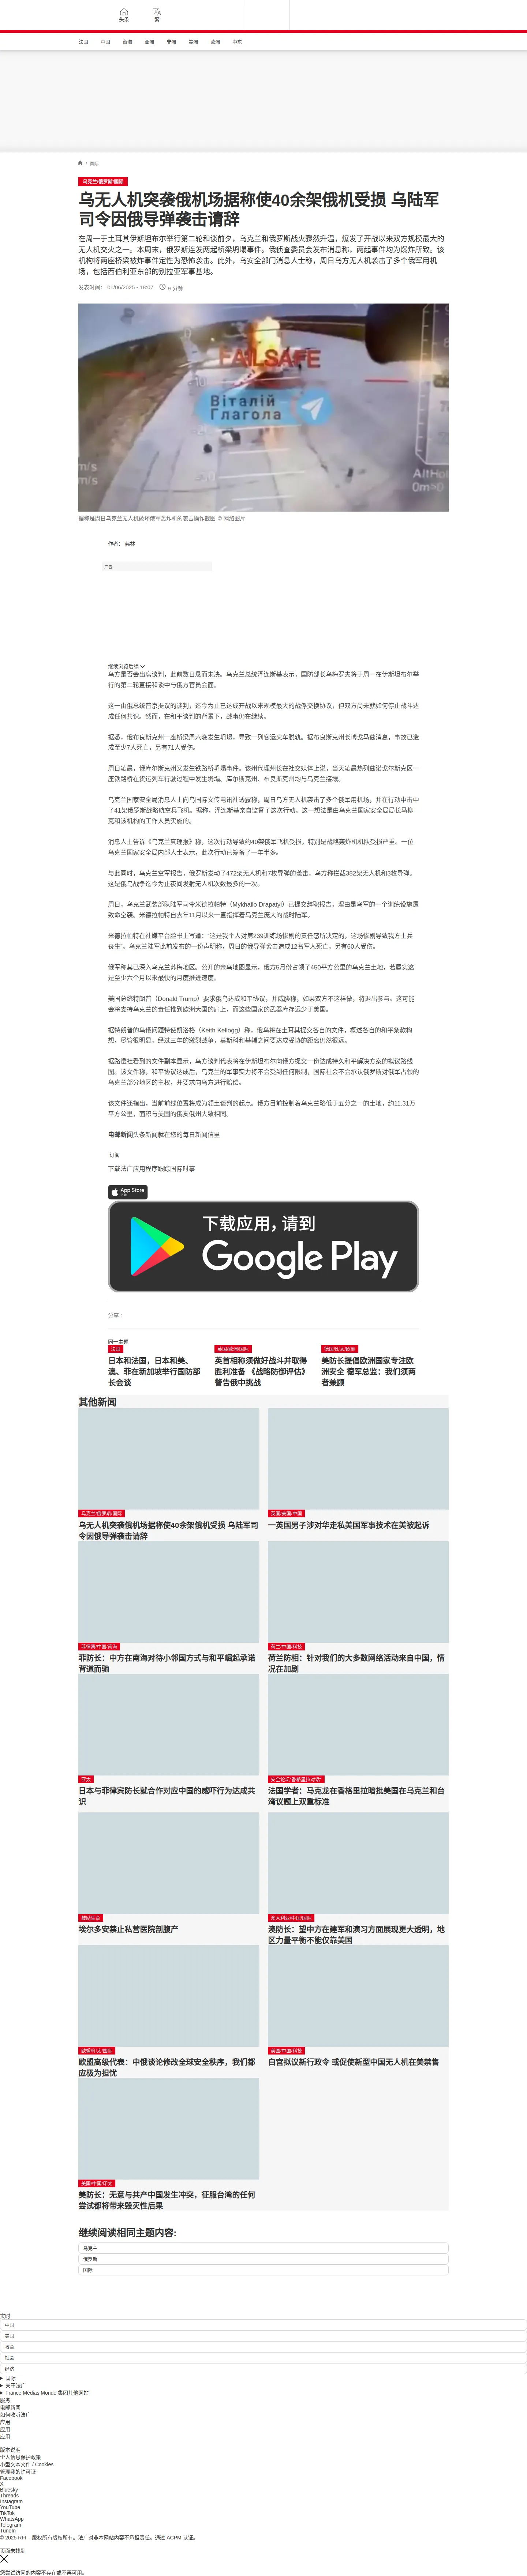 头条
繁
法国
中国
台海
亚洲
非洲
美洲
欧洲
中东
/ 国际
乌克兰/俄罗斯/国际
乌无人机突袭俄机场据称使40余架俄机受损 乌陆军
司令因俄导弹袭击请辞
在周一于土耳其伊斯坦布尔举行第二轮和谈前夕，乌克兰和俄罗斯战火骤然升温，爆发了开战以来双方规模最大的
无人机交火之一。本周末，俄罗斯连发两起桥梁坍塌事件。俄侦查委员会发布消息称，两起事件均为爆炸所致。该
机构将两座桥梁被炸事件定性为恐怖袭击。此外，乌安全部门消息人士称，周日乌方无人机袭击了多个俄军用机
场，包括西伯利亚东部的别拉亚军事基地。
发表时间： 01/06/2025 - 18:07
9 分钟
FAILSAFE
Віталій
Глагола
据称是周日乌克兰无人机破坏俄军轰炸机的袭击操作截图 © 网络图片
作者： 弗林
广告
继续浏览后续
乌方是否会出席谈判，此前数日悬而未决。乌克兰总统泽连斯基表示，国防部长乌梅罗夫将于周一在伊斯坦布尔举
行的第二轮直接和谈中与俄方官员会面。
这一由俄总统普京提议的谈判，迄今为止已达成开战以来规模最大的战俘交换协议，但双方尚未就如何停止战斗达
成任何共识。然而，在和平谈判的背景下，战事仍在继续。
据悉，俄布良斯克州一座桥梁周六晚发生坍塌，导致一列客运火车脱轨。据布良斯克州长博戈马兹消息，事故已造
成至少7人死亡，另有71人受伤。
周日凌晨，俄库尔斯克州又发生铁路桥坍塌事件。该州代理州长在社交媒体上说，当天凌晨热列兹诺戈尔斯克区一
座铁路桥在货运列车行驶过程中发生坍塌。库尔斯克州、布良斯克州均与乌克兰接壤。
乌克兰国家安全局消息人士向乌国际文传电讯社透露称，周日乌方无人机袭击了多个俄军用机场，并在行动中击中
了41架俄罗斯战略航空兵飞机。据称，泽连斯基亲自监督了这次行动。这一想法是由乌克兰国家安全局局长马柳
克和该机构的工作人员实施的。
消息人士告诉《乌克兰真理报》称，这次行动导致约40架俄军飞机受损，特别是战略轰炸机机队受损严重。一位
乌克兰国家安全局内部人士表示，此次行动已筹备了一年半多。
与此同时，乌克兰空军报告，俄罗斯发动了472架无人机和7枚导弹的袭击，乌方称拦截382架无人机和3枚导弹。
这是俄乌战争迄今为止夜间发射无人机次数最多的一次。
周日，乌克兰武装部队陆军司令米德拉帕特（Mykhailo Drapatyi）已提交辞职报告，理由是乌军的一个训练设施遭
致命空袭。米德拉帕特自去年11月以来一直指挥着乌克兰庞大的战时陆军。
米德拉帕特在社媒平台脸书上写道：“这是我个人对第239训练场惨剧的责任感所决定的。这场惨剧导致我方士兵
丧生”。乌克兰陆军此前发布的一份声明称，周日的俄导弹袭击造成12名军人死亡，另有60人受伤。
俄军称其已深入乌克兰苏梅地区。公开的亲乌地图显示，俄方5月份占领了450平方公里的乌克兰土地，若属实这
是至少六个月以来最快的月度推进速度。
美国总统特朗普（Donald Trump）要求俄乌达成和平协议，并威胁称，如果双方不这样做，将退出参与。这可能
会将支持乌克兰的责任推到欧洲大国的肩上，而这些国家的武器库存远少于美国。
据特朗普的乌俄问题特使凯洛格（Keith Kellogg）称，俄乌将在土耳其提交各自的文件，概述各自的和平条款构
想，尽管很明显，经过三年的激烈战争，莫斯科和基辅之间要达成妥协的距离仍然很远。
据路透社看到的文件副本显示，乌方谈判代表将在伊斯坦布尔向俄方提交一份达成持久和平解决方案的拟议路线
图。该文件称，和平协议达成后，乌克兰的军事实力将不会受到任何限制，国际社会不会承认俄罗斯对俄军占领的
乌克兰部分地区的主权，并要求向乌方进行赔偿。
该文件还指出，当前前线位置将成为领土谈判的起点。俄方目前控制着乌克兰略低于五分之一的土地，约11.31万
平方公里，面积与美国的俄亥俄州大致相同。
电邮新闻头条新闻就在您的每日新闻信里
订阅
下载法广应用程序跟踪国际时事
App Store
下载
下载应用，请到
Google Play
分享 :
同一主题
法国
日本和法国，日本和美、
澳、菲在新加坡举行国防部
长会谈
英国/欧洲/国际
英首相称须做好战斗并取得
胜利准备 《战略防御评估》
警告俄中挑战
德国/印太/欧洲
美防长提倡欧洲国家专注欧
洲安全 德军总监：我们须两
者兼顾
其他新闻
乌克兰/俄罗斯/国际
乌无人机突袭俄机场据称使40余架俄机受损 乌陆军司
令因俄导弹袭击请辞
英国/美国/中国
一英国男子涉对华走私美国军事技术在美被起诉
菲律宾/中国/南海
菲防长：中方在南海对待小邻国方式与和平崛起承诺
背道而驰
荷兰/中国/科技
荷兰防相：针对我们的大多数网络活动来自中国，情
况在加剧
亚太
日本与菲律宾防长就合作对应中国的威吓行为达成共
识
安全论坛“香格里拉对话”
法国学者：马克龙在香格里拉暗批美国在乌克兰和台
湾议题上双重标准
鼓励生育
埃尔多安禁止私营医院剖腹产
澳大利亚/中国/国际
澳防长：望中方在建军和演习方面展现更大透明，地
区力量平衡不能仅靠美国
欧盟/印太/国际
欧盟高级代表：中俄谈论修改全球安全秩序，我们都
应极为担忧
美国/中国/科技
白宫拟议新行政令 或促使新型中国无人机在美禁售
美国/中国/印太
美防长：无意与共产中国发生冲突，征服台湾的任何
尝试都将带来毁灭性后果
继续阅读相同主题内容:
乌克兰
俄罗斯
国际
实时
中国
美国
教育
社会
经济
国际
关于法广
France Médias Monde 集团其他网站
服务
电邮新闻
如何收听法广
应用
应用
应用
版本说明
个人信息保护政策
小型文本文件 / Cookies
管理我的许可证
Facebook
X
Bluesky
Threads
Instagram
YouTube
TikTok
WhatsApp
Telegram
TuneIn
© 2025 RFI – 版权所有版权所有。法广对非本网站内容不承担责任。通过 ACPM 认证。
页面未找到
您尝试访问的内容不存在或不再可用。